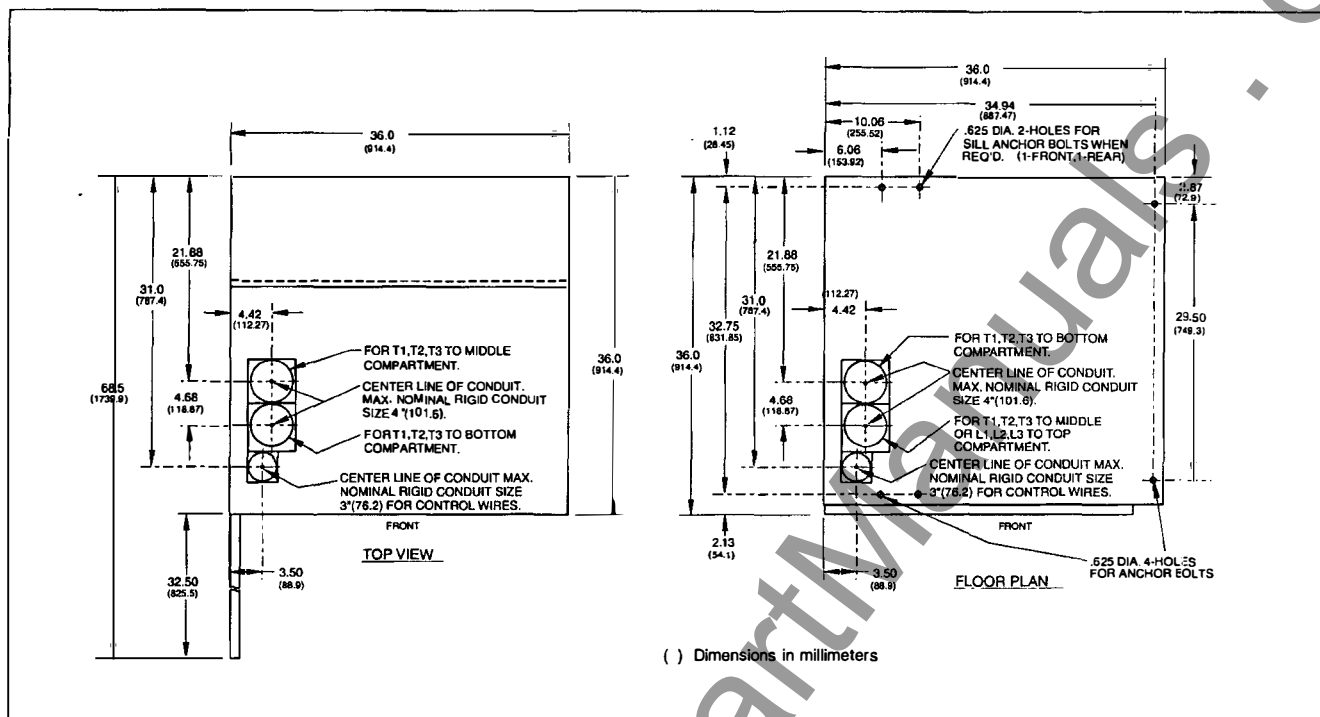 36.0
(914.4)
21.88
(555.75)
31.0
(787.4)
4.42
(112.27)
68.5
(1739.9)
4.68
(118.87)
36.0
(914.4)
FOR T1,T2,T3 TO MIDDLE
COMPARTMENT.
CENTER LINE OF CONDUIT.
MAX. NOMINAL RIGID CONDUIT
SIZE 4"(101.6).
FOR T1,T2,T3 TO BOTTOM
COMPARTMENT.
CENTER LINE OF CONDUIT MAX.
NOMINAL RIGID CONDUIT SIZE
3"(76.2) FOR CONTROL WIRES.
FRONT
TOP VIEW
32.50
(825.5)
3.50
(88.9)
36.0
(914.4)
34.94
(887.47)
10.06
(255.52)
6.06
(153.92)
1.12
(28.45)
.625 DIA. 2-HOLES FOR
SILL ANCHOR BOLTS WHEN
REQ'D. (1-FRONT,1-REAR)
2.87
(72.9)
21.88
(555.75)
31.0
(787.4)
(112.27)
4.42
32.75
(831.85)
36.0
(914.4)
4.68
(118.87)
29.50
(749.3)
FOR T1,T2,T3 TO BOTTOM
COMPARTMENT.
CENTER LINE OF CONDUIT.
MAX. NOMINAL RIGID CONDUIT
SIZE 4"(101.6).
FOR T1,T2,T3 TO MIDDLE
OR L1,L2,L3 TO TOP
COMPARTMENT.
CENTER LINE OF CONDUIT MAX.
NOMINAL RIGID CONDUIT SIZE
3"(76.2) FOR CONTROL WIRES.
FRONT
2.13
(54.1)
3.50
(88.9)
FLOOR PLAN
.625 DIA. 4-HOLES
FOR ANCHOR BOLTS
( ) Dimensions in millimeters
artManuals.